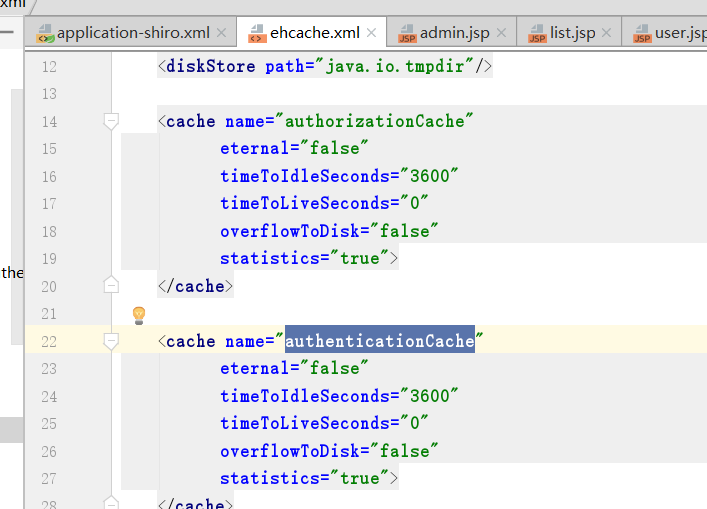 xml
application-shiro.xml
ehcache.xml
admin.jsp
list.jsp
user.jsp
12 <diskStore path="java.io.tmpdir"/>
13
14 <cache name="authorizationCache"
15 eternal="false"
16 timeToIdleSeconds="3600"
17 timeToLiveSeconds="0"
18 overflowToDisk="false"
the
19 statistics="true">
20 </cache>
21
22 <cache name="authenticationCache"
23 eternal="false"
24 timeToIdleSeconds="3600"
25 timeToLiveSeconds="0"
26 overflowToDisk="false"
27 statistics="true">
28 </cache>